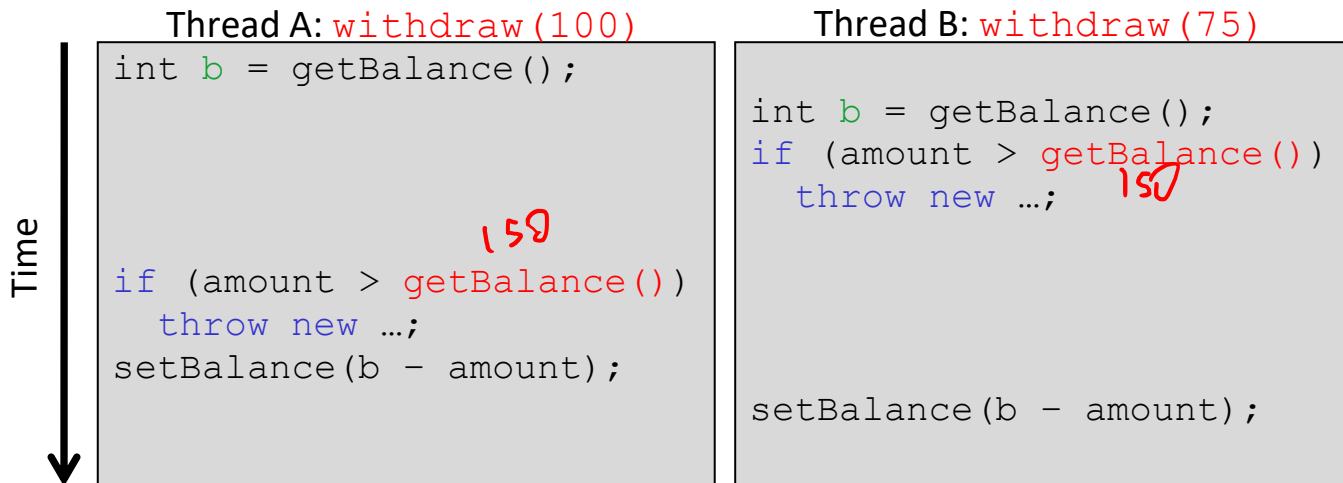 Thread A: withdraw(100)
int b = getBalance();
150
if (amount > getBalance())
throw new …;
setBalance(b – amount);
Thread B: withdraw(75)
int b = getBalance();
if (amount > getBalance())
throw new …;
150
setBalance(b – amount);
Time